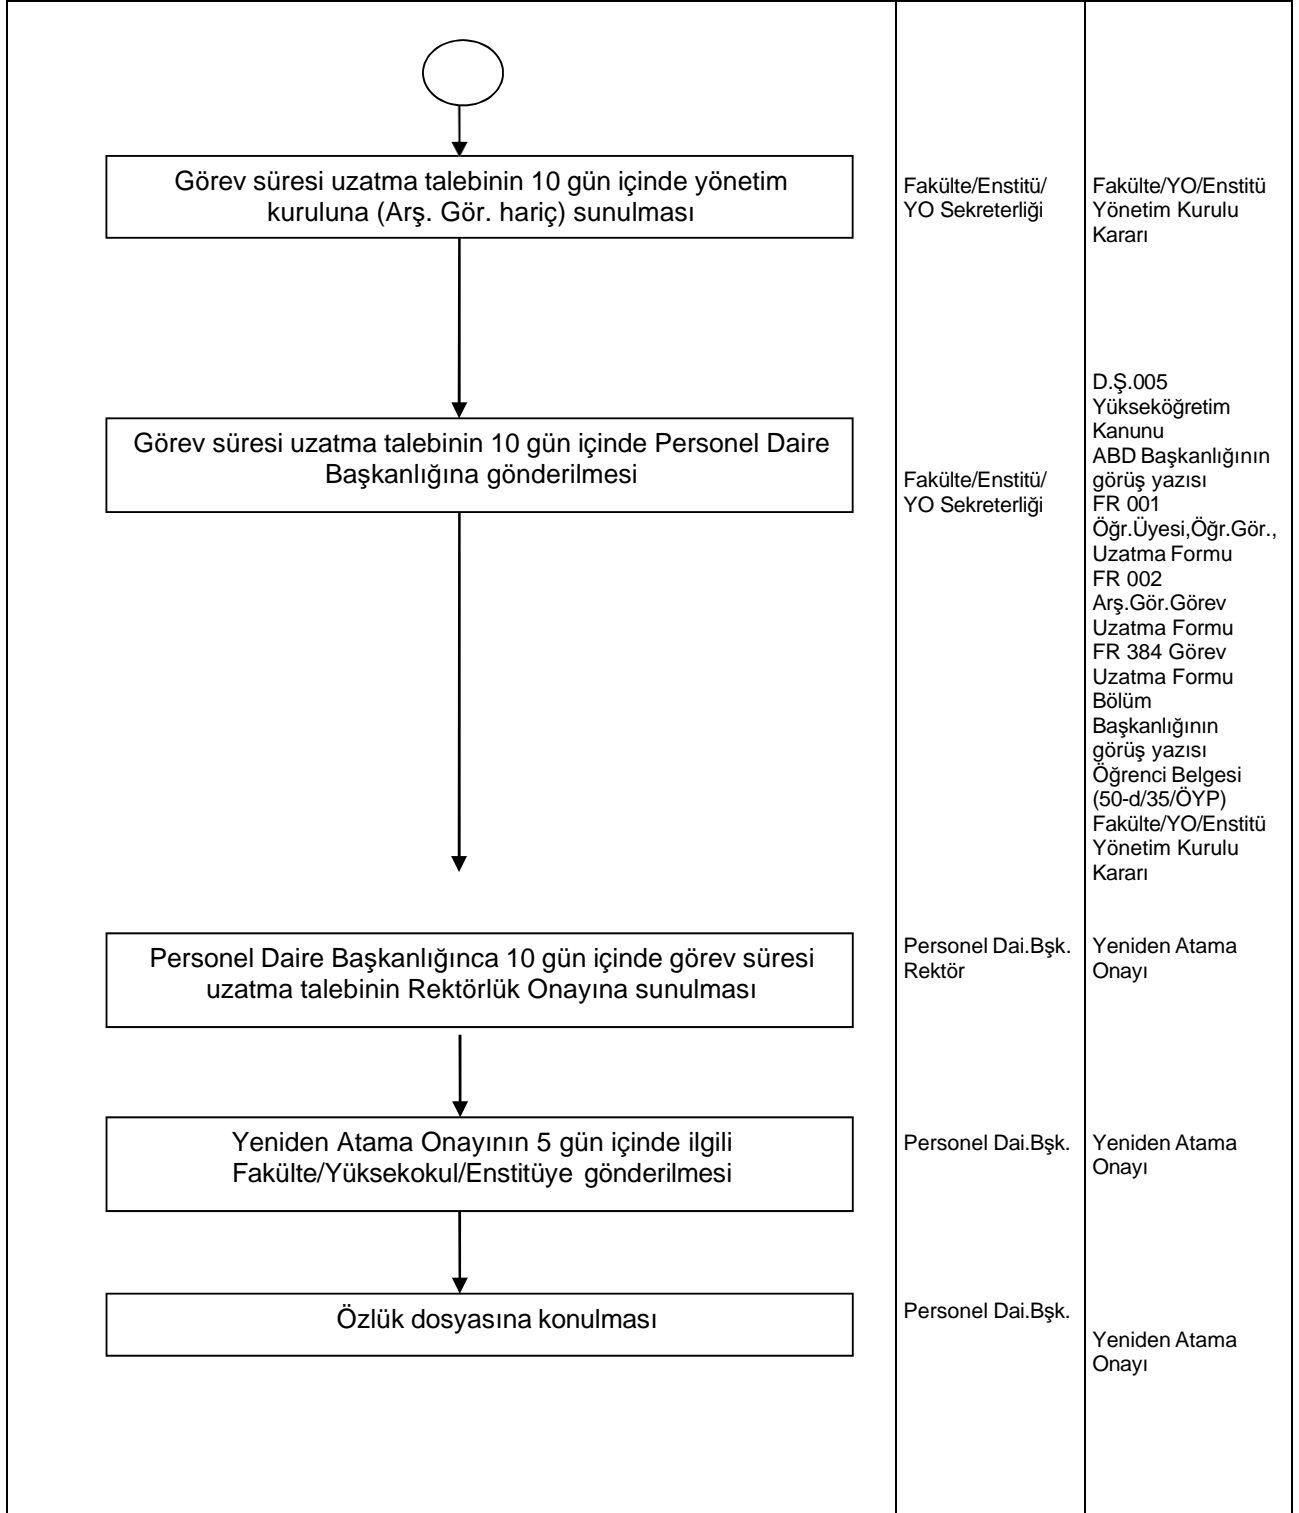 Görev süresi uzatma talebinin 10 gün içinde yönetim
kuruluna (Arş. Gör. hariç) sunulması
Fakülte/Enstitü/
YO Sekreterliği
Fakülte/YO/Enstitü
Yönetim Kurulu
Kararı
Görev süresi uzatma talebinin 10 gün içinde Personel Daire
Başkanlığına gönderilmesi
Fakülte/Enstitü/
YO Sekreterliği
D.Ş.005
Yükseköğretim
Kanunu
ABD Başkanlığının
görüş yazısı
FR 001
Öğr.Üyesi,Öğr.Gör.,
Uzatma Formu
FR 002
Arş.Gör.Görev
Uzatma Formu
FR 384 Görev
Uzatma Formu
Bölüm
Başkanlığının
görüş yazısı
Öğrenci Belgesi
(50-d/35/ÖYP)
Fakülte/YO/Enstitü
Yönetim Kurulu
Kararı
Personel Daire Başkanlığınca 10 gün içinde görev süresi
uzatma talebinin Rektörlük Onayına sunulması
Personel Dai.Bşk.
Rektör
Yeniden Atama
Onayı
Yeniden Atama Onayının 5 gün içinde ilgili
Fakülte/Yüksekokul/Enstitüye gönderilmesi
Personel Dai.Bşk.
Yeniden Atama
Onayı
Özlük dosyasına konulması
Personel Dai.Bşk.
Yeniden Atama
Onayı